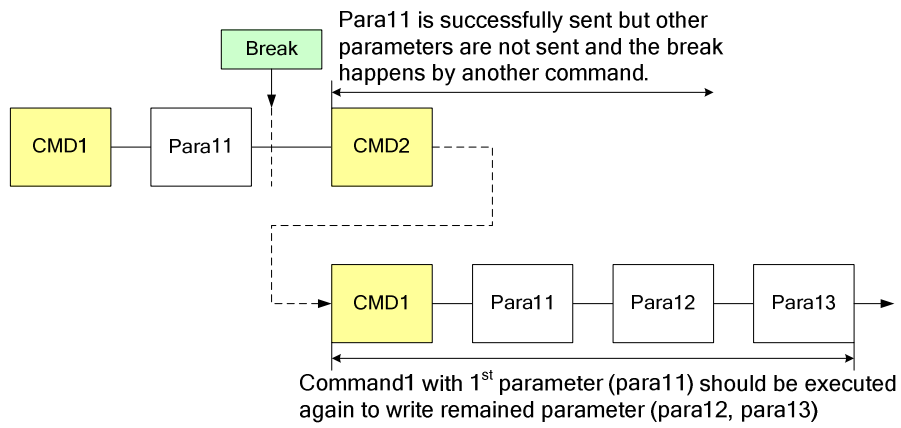 Para11 is successfully sent but other
parameters are not sent and the break
happens by another command.
Break
CMD1
Para11
CMD2
CMD1
Para11
Para12
Para13
Command1 with 1st parameter (para11) should be executed
again to write remained parameter (para12, para13)